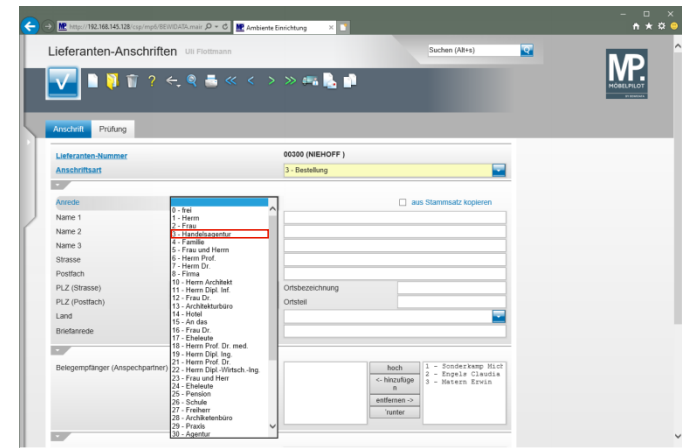 http://192.168.145.128/csp/mp8/BEWIDATA.mair
Ambiente Einrichtung
Lieferanten-Anschriften Uli Plottmann
Suchen (Alt+s)
MP.
MÖBELPILOT
Anschrift Prüfung
Lieferanten-Nummer 00300 (NIEHOFF )
Anschriftsart 3 - Bestellung
Anrede aus Stammsatz kopieren
Name 1
Name 2
Name 3
Strasse
Postfach
PLZ (Strasse) Ortsbezeichnung
PLZ (Postfach) Ortsteil
Land
Briefanrede
0 - frei
1 - Herrn
2 - Frau
3 - Handelsagentur
4 - Familie
5 - Frau und Herrn
6 - Herrn Prof.
7 - Herrn Dr.
8 - Firma
10 - Herrn Architekt
11 - Herrn Dipl. Inf.
12 - Frau Dr.
13 - Architekturbüro
14 - Hotel
15 - An das
16 - Frau Dr.
17 - Eheleute
18 - Herrn Prof. Dr. med.
19 - Herrn Dipl. Ing.
21 - Herrn Prof. Dr.
22 - Herrn Dipl.-Wirtsch.-Ing.
23 - Frau und Herr
24 - Eheleute
25 - Pension
26 - Schule
27 - Freiherr
28 - Archiketenbüro
29 - Praxis
30 - Agentur
Belegempfänger (Anspechpartner)
hoch
<- hinzufüge
n
entfernen ->
'runter
1 - Sonderkamp Mich
2 - Engels Claudia
3 - Matern Erwin